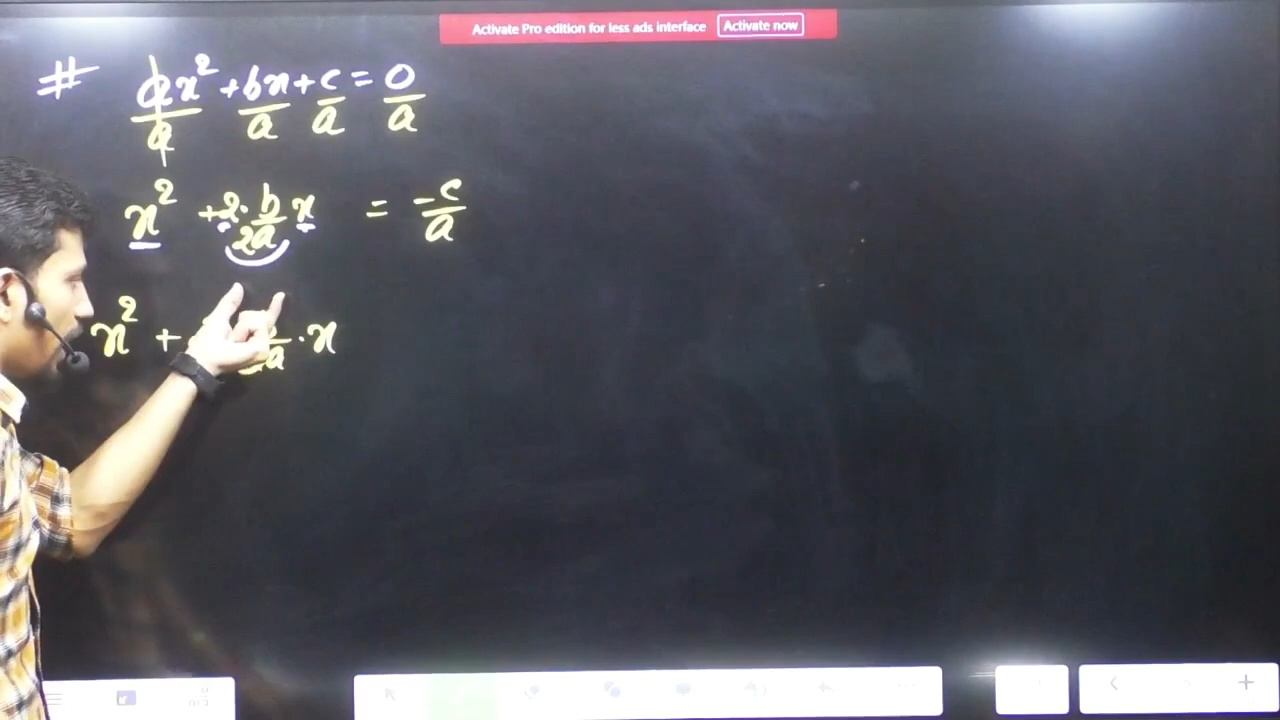 Activate Pro edition for less ads interface Activate now
# ax²/a + bx/a + c/a = 0/a
x² + 2·b/2a x = -c/a
x² + a · x